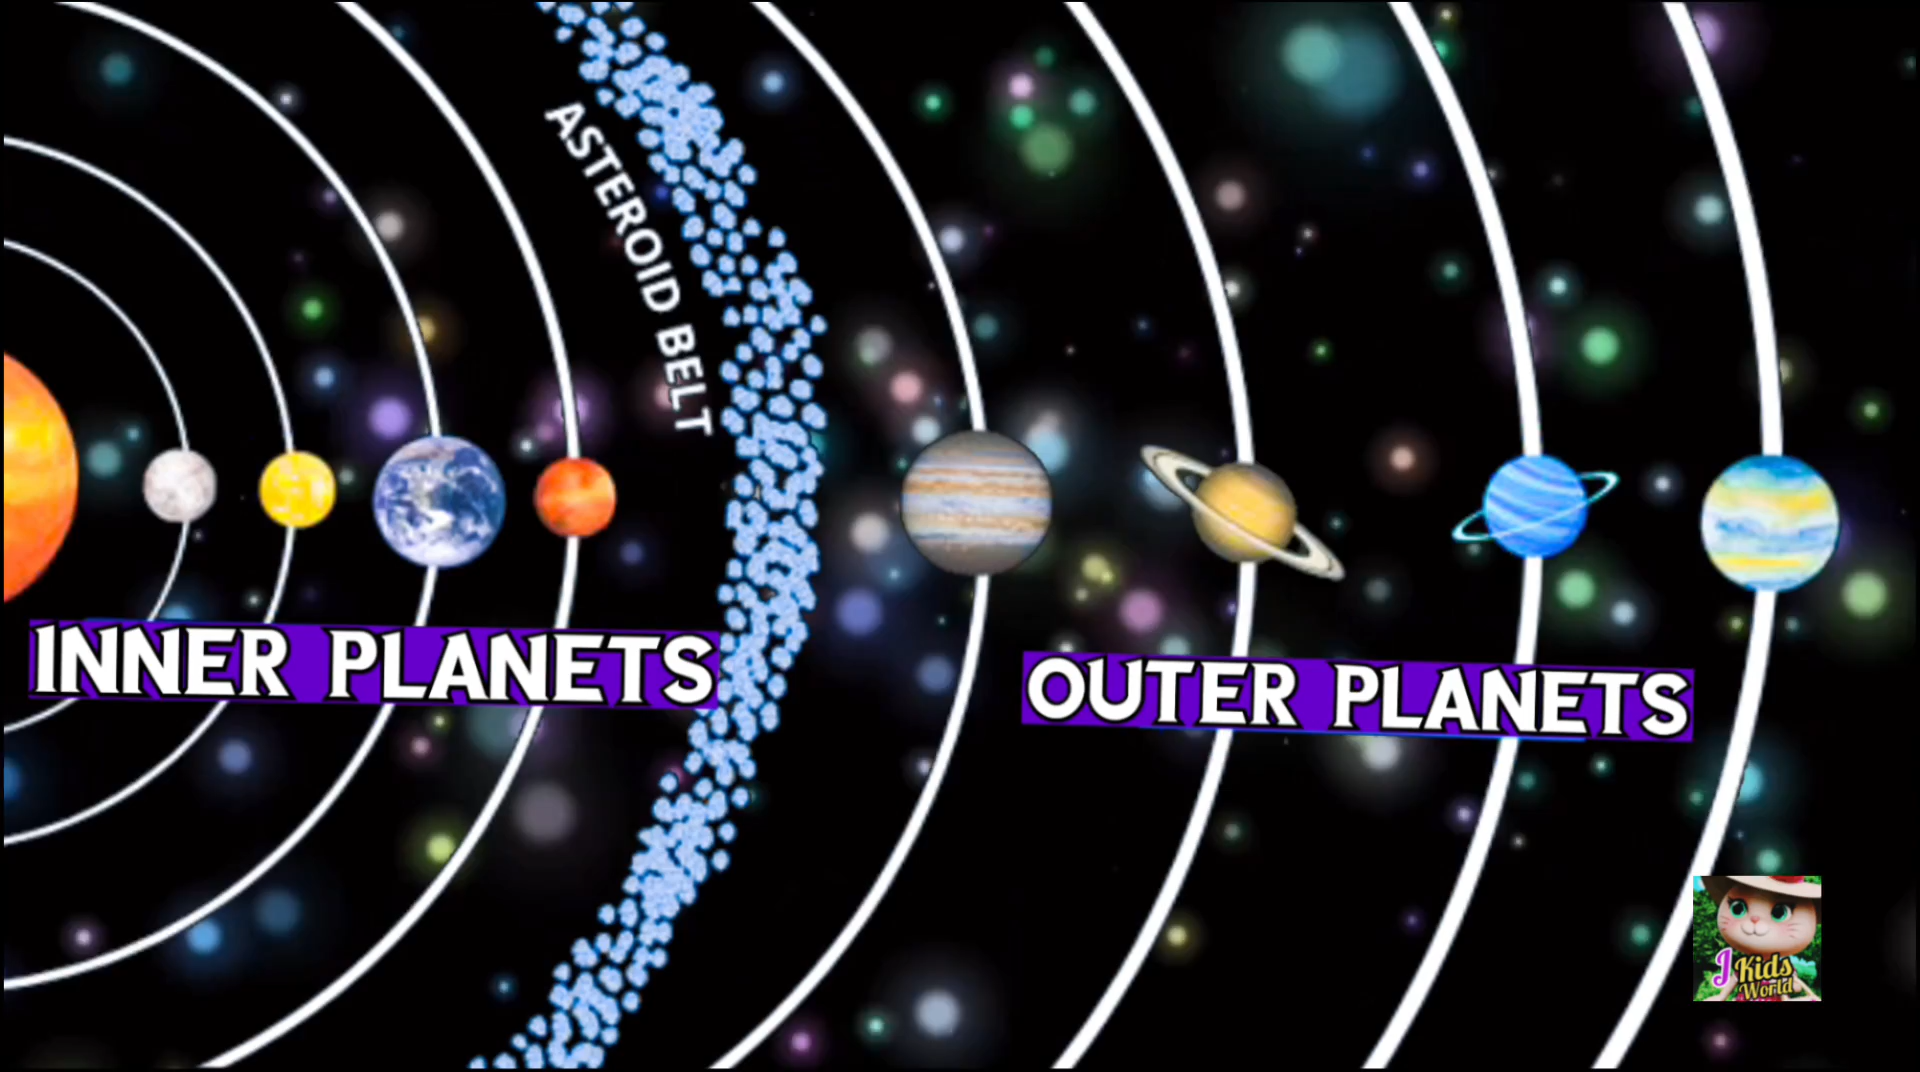 ASTEROID BELT
INNER PLANETS
OUTER PLANETS
J Kids
World